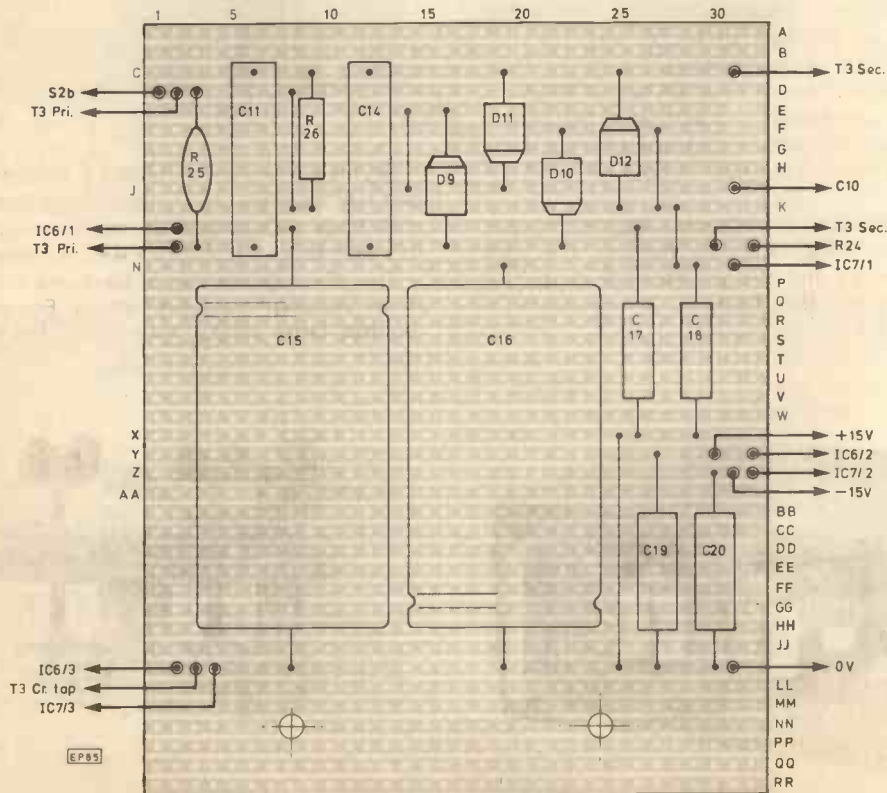 1 5 10 15 20 25 30
A
B
C
D
E
F
G
H
J
K
N
P
Q
R
S
T
U
V
W
X
Y
Z
AA
BB
CC
DD
EE
FF
GG
HH
JJ
LL
MM
NN
PP
QQ
RR
S2b
T3 Pri.
IC6/1
T3 Pri.
IC6/3
T3 Cr. tap
IC7/3
R
25
C11
R
26
C14
D9
D11
D10
D12
C15
C16
C
17
C
18
C19
C20
T3 Sec.
C10
T3 Sec.
R24
IC7/1
+15V
IC6/2
IC7/2
-15V
0V
EP85